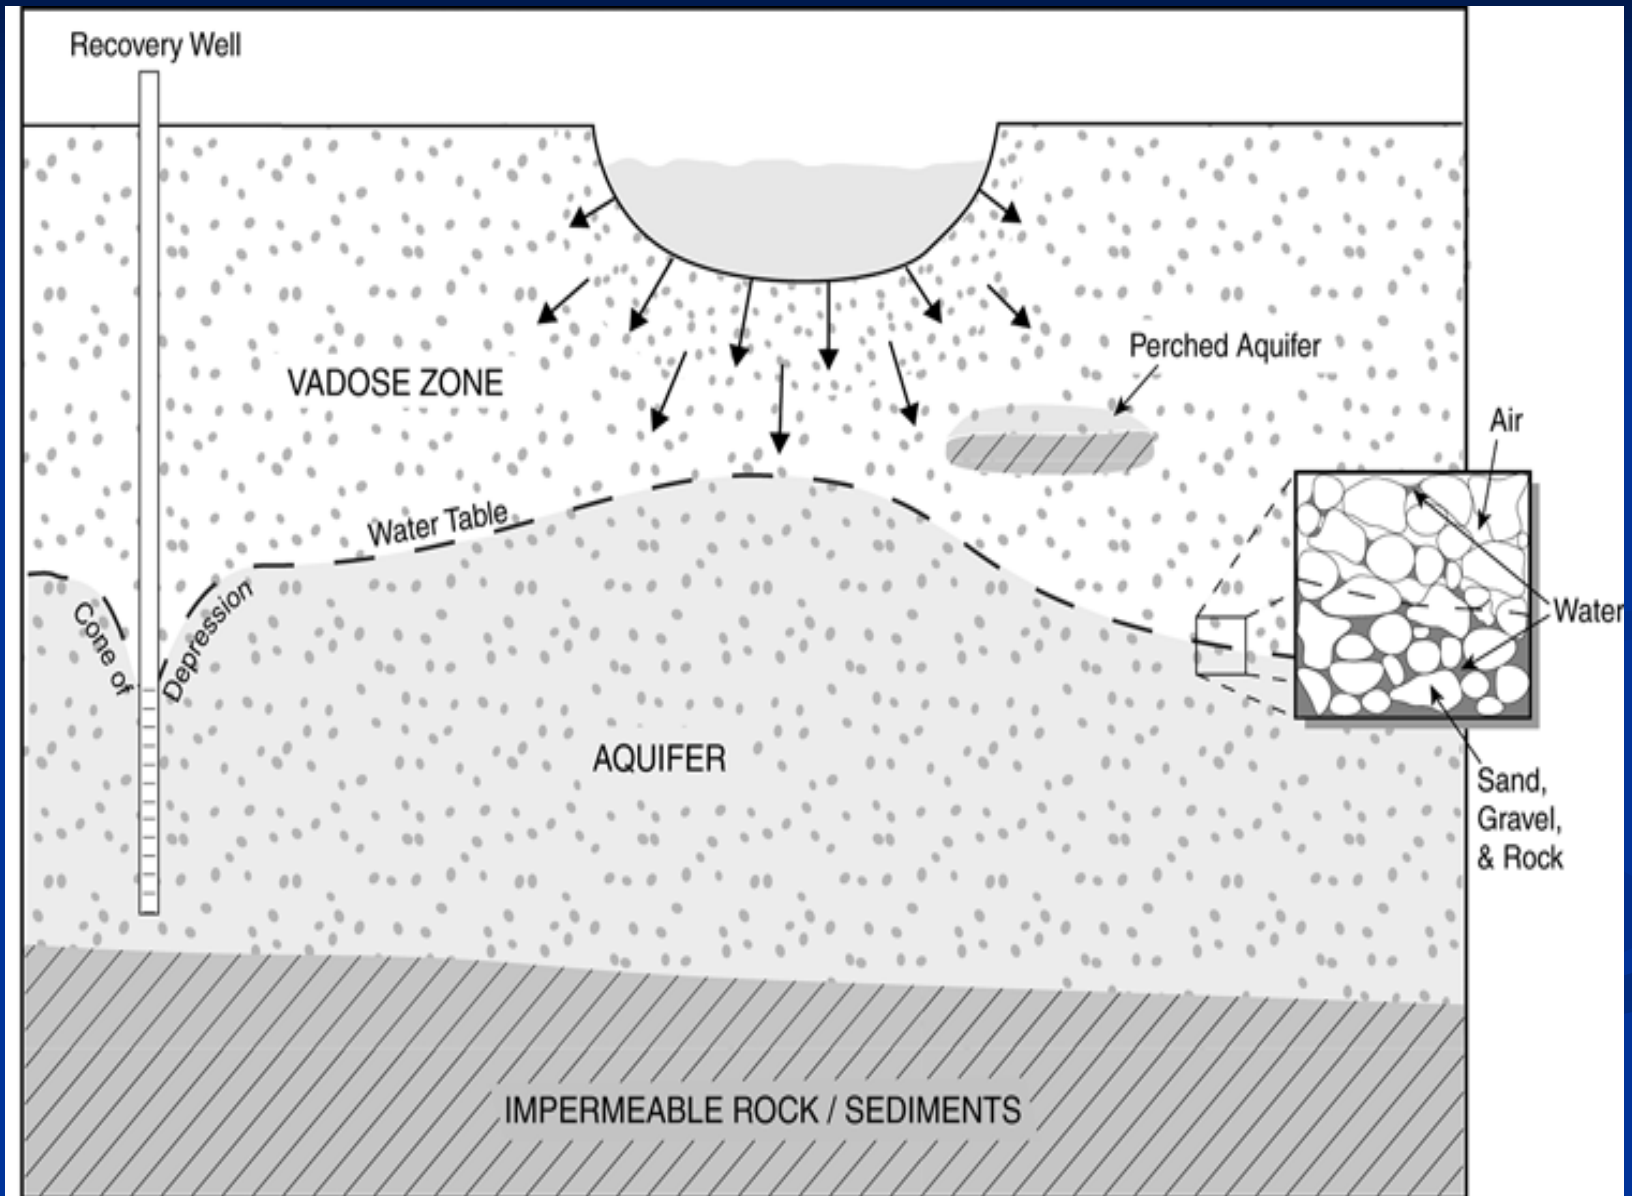 Recovery Well
Perched Aquifer
VADOSE ZONE
Air
Water Table
Cone of
Depression
Water
AQUIFER
Sand,
Gravel,
& Rock
IMPERMEABLE ROCK / SEDIMENTS